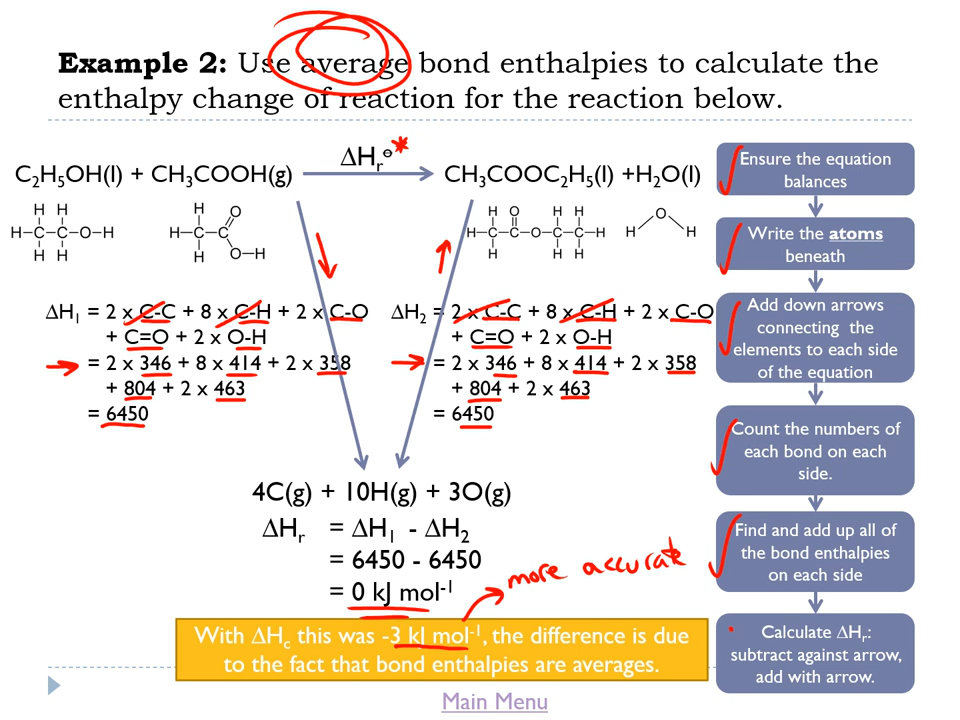 Example 2: Use average bond enthalpies to calculate the
enthalpy change of reaction for the reaction below.
ΔHr⦵*
C2H5OH(l) + CH3COOH(g)
CH3COOC2H5(l) +H2O(l)
H H
H-C-C-O-H
H H
H O
H-C-C
H O-H
H O H H
H-C-C-O-C-C-H
H H H
O
H H
ΔH1 = 2 x C-C + 8 x C-H + 2 x C-O
+ C=O + 2 x O-H
= 2 x 346 + 8 x 414 + 2 x 358
+ 804 + 2 x 463
= 6450
ΔH2 = 2 x C-C + 8 x C-H + 2 x C-O
+ C=O + 2 x O-H
= 2 x 346 + 8 x 414 + 2 x 358
+ 804 + 2 x 463
= 6450
4C(g) + 10H(g) + 3O(g)
ΔHr = ΔH1 - ΔH2
= 6450 - 6450
= 0 kJ mol-1
more accurate
With ΔHc this was -3 kJ mol-1, the difference is due
to the fact that bond enthalpies are averages.
Main Menu
Ensure the equation
balances
Write the atoms
beneath
Add down arrows
connecting the
elements to each side
of the equation
Count the numbers of
each bond on each
side.
Find and add up all of
the bond enthalpies
on each side
Calculate ΔHr:
subtract against arrow,
add with arrow.